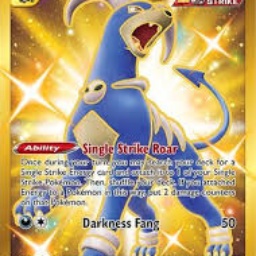 STRIKE
Ability Single Strike Roar
Once during your turn, you may search your deck for a
Single Strike Energy card and attach it to 1 of your Single
Strike Pokémon. Then, shuffle your deck. If you attached
Energy to a Pokémon in this way, put 2 damage counters
on that Pokémon.
Darkness Fang 50